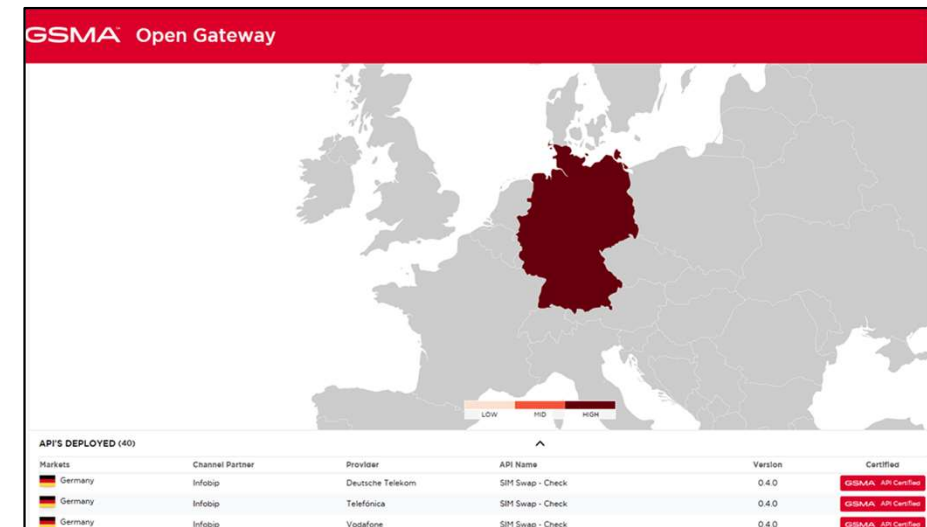 GSMA™ Open Gateway
LOW MID HIGH
API'S DEPLOYED (40)
Markets Channel Partner Provider API Name Version Certified
Germany Infobip Deutsche Telekom SIM Swap - Check 0.4.0 GSMA API Certified
Germany Infobip Telefónica SIM Swap - Check 0.4.0 GSMA API Certified
Germany Infobip Vodafone SIM Swap - Check 0.4.0 GSMA API Certified